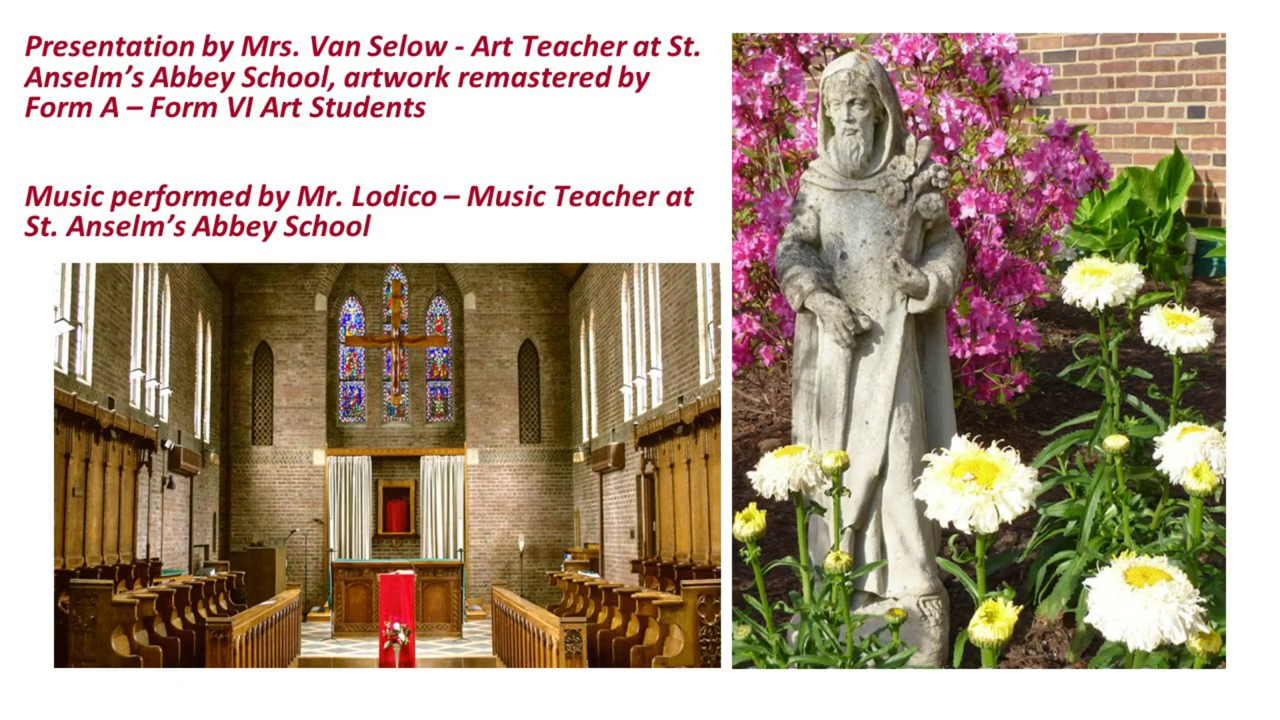 Presentation by Mrs. Van Selow - Art Teacher at St.
Anselm’s Abbey School, artwork remastered by
Form A – Form VI Art Students
Music performed by Mr. Lodico – Music Teacher at
St. Anselm’s Abbey School